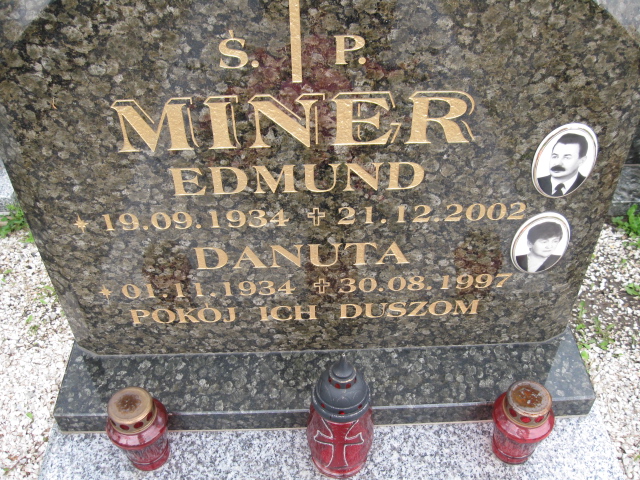 Ś. P.
MINER
EDMUND
* 19.09.1934 ✝ 21.12.2002
DANUTA
* 01.11.1934 ✝ 30.08.1997
POKÓJ ICH DUSZOM